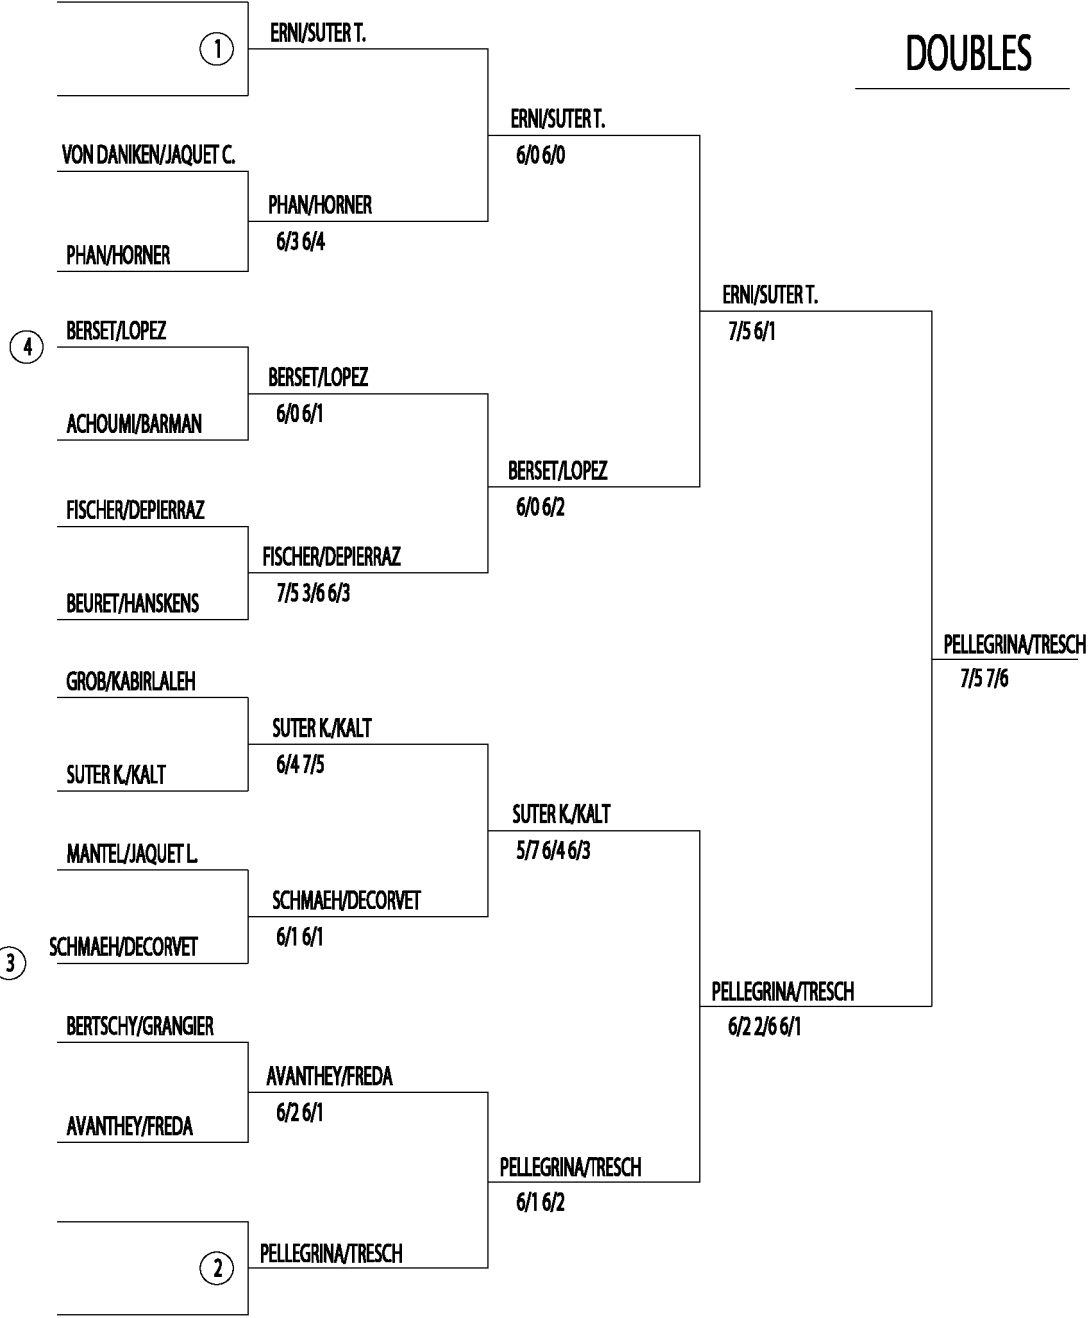 DOUBLES
1
ERNI/SUTER T.
ERNI/SUTER T.
6/0 6/0
VON DANIKEN/JAQUET C.
PHAN/HORNER
6/3 6/4
PHAN/HORNER
ERNI/SUTER T.
7/5 6/1
4
BERSET/LOPEZ
BERSET/LOPEZ
6/0 6/1
ACHOUMI/BARMAN
BERSET/LOPEZ
6/0 6/2
FISCHER/DEPIERRAZ
FISCHER/DEPIERRAZ
7/5 3/6 6/3
BEURET/HANSKENS
PELLEGRINA/TRESCH
7/5 7/6
GROB/KABIRLALEH
SUTER K./KALT
6/4 7/5
SUTER K./KALT
SUTER K./KALT
5/7 6/4 6/3
MANTEL/JAQUET L.
SCHMAEH/DECORVET
6/1 6/1
3
SCHMAEH/DECORVET
PELLEGRINA/TRESCH
6/2 2/6 6/1
BERTSCHY/GRANGIER
AVANTHEY/FREDA
6/2 6/1
AVANTHEY/FREDA
PELLEGRINA/TRESCH
6/1 6/2
2
PELLEGRINA/TRESCH